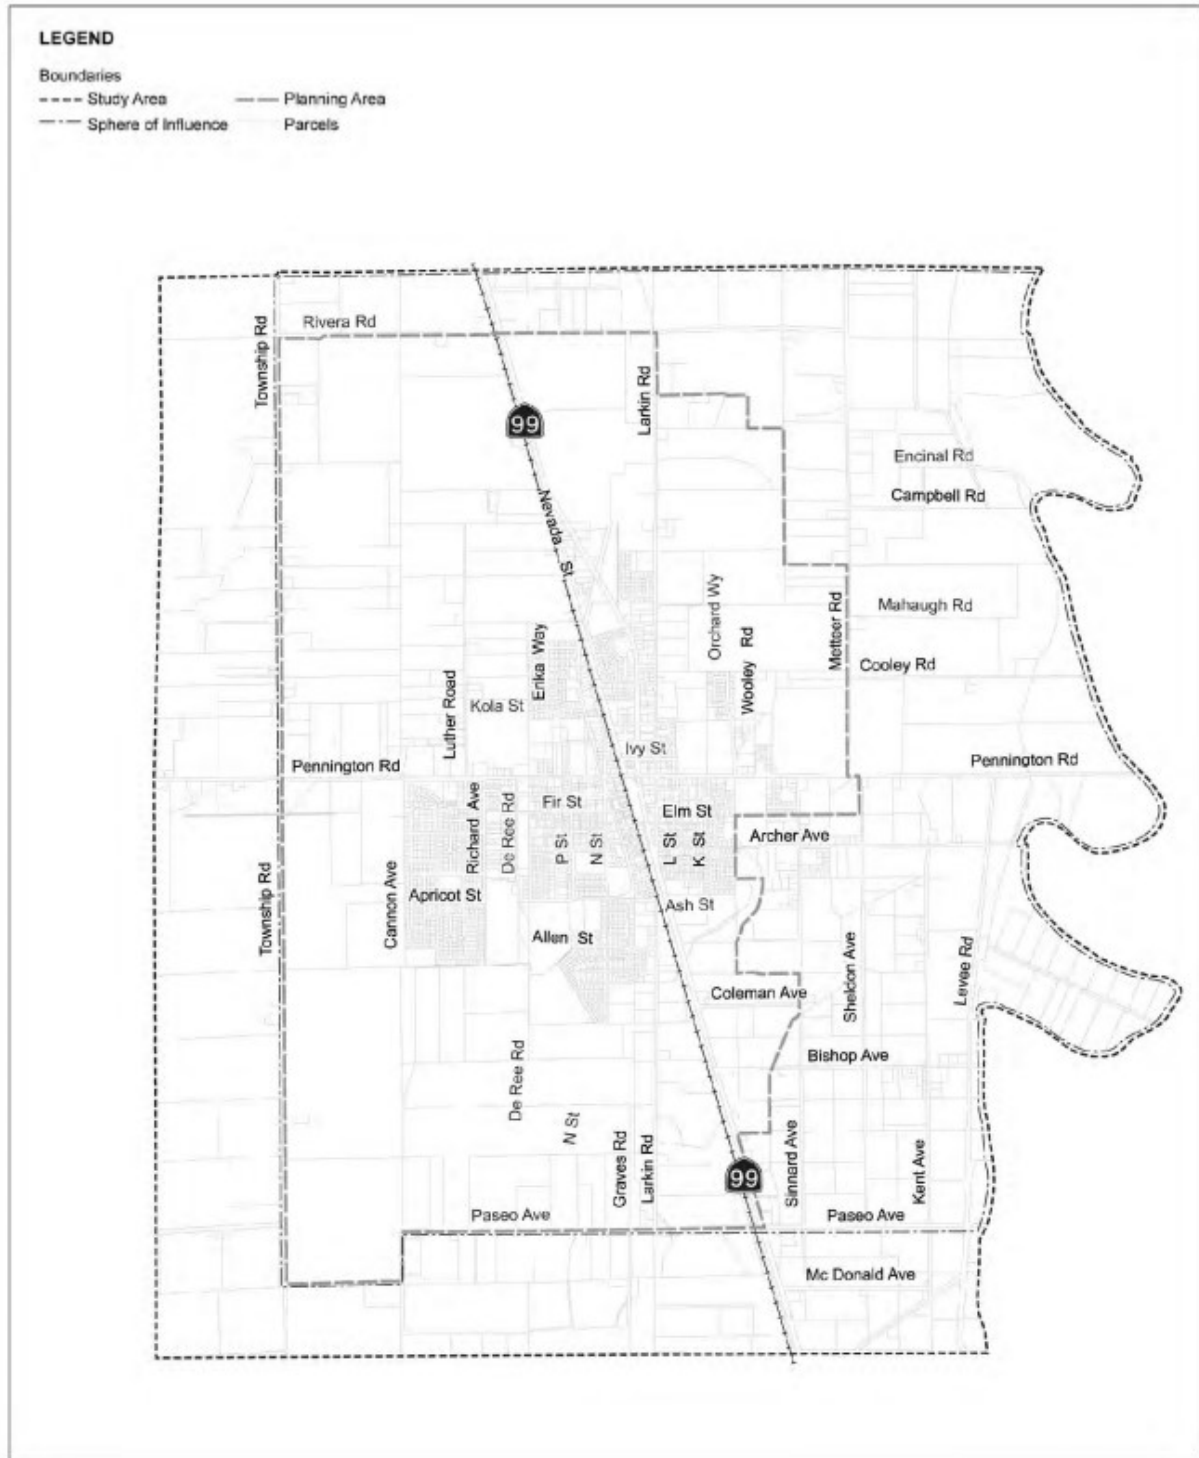 LEGEND
Boundaries
Study Area
Planning Area
Sphere of Influence
Parcels
Rivera Rd
Township Rd
Larkin Rd
99
Encinal Rd
Campbell Rd
Nevada St
Orchard Wy
Mahaugh Rd
Metteer Rd
Erika Way
Wooley Rd
Cooley Rd
Luther Road
Kola St
Ivy St
Pennington Rd
Pennington Rd
Richard Ave
De Ree Rd
Fir St
Elm St
P St
N St
L St
K St
Archer Ave
Township Rd
Cannon Ave
Apricot St
Ash St
Allen St
Sheldon Ave
Levee Rd
Coleman Ave
Bishop Ave
De Ree Rd
N St
Graves Rd
Larkin Rd
99
Sinnard Ave
Kent Ave
Paseo Ave
Paseo Ave
Mc Donald Ave